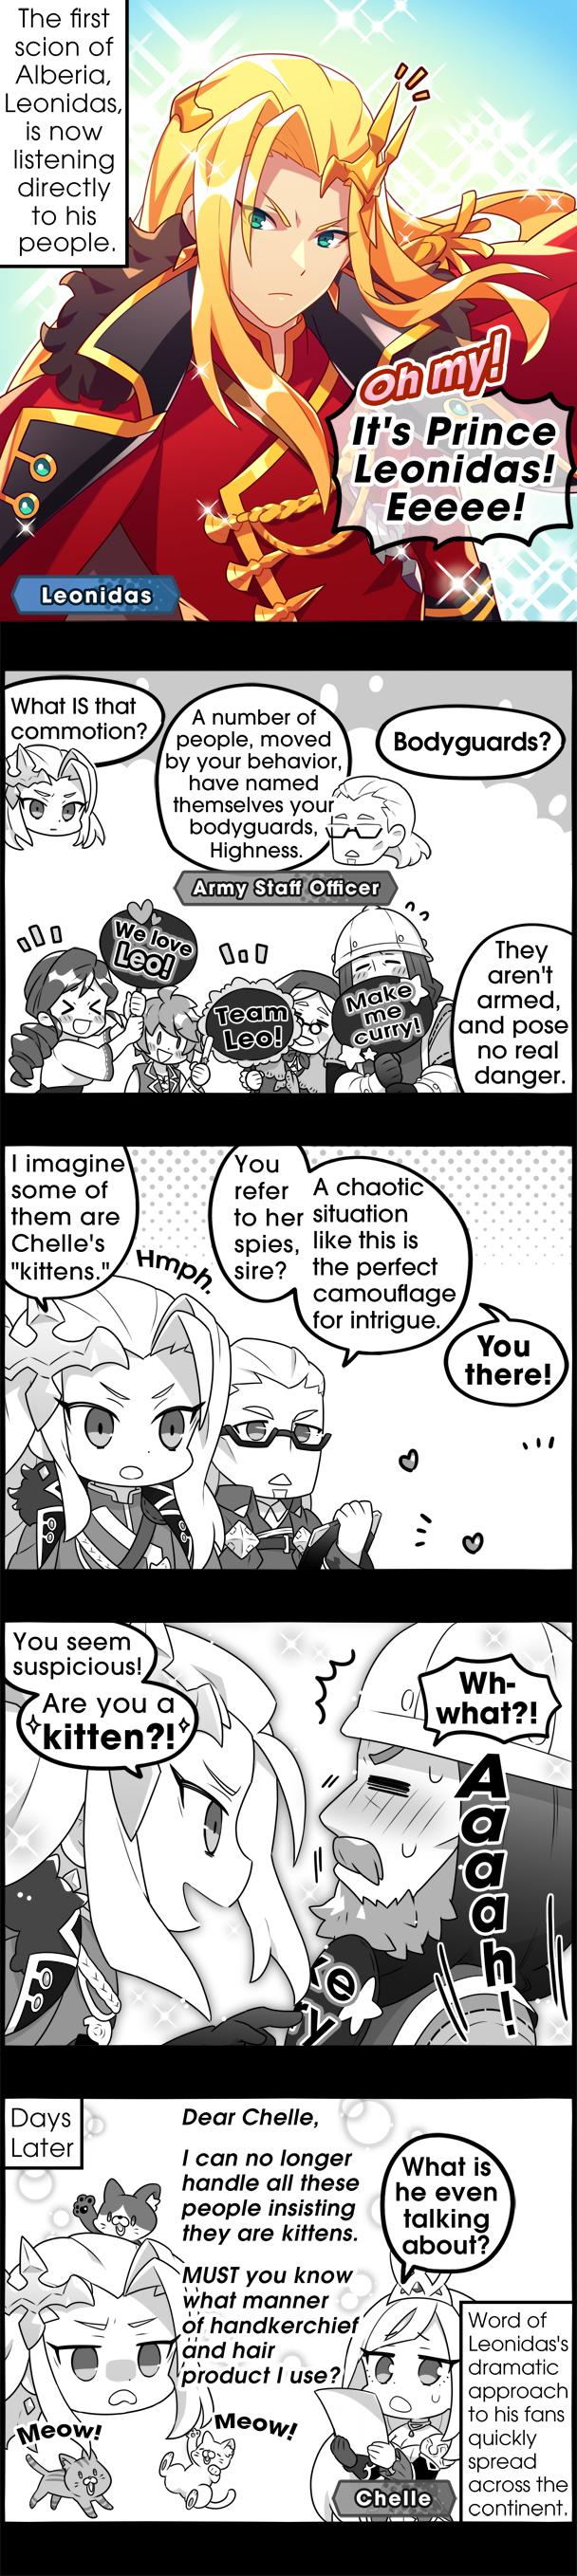 The first
scion of
Alberia,
Leonidas,
is now
listening
directly
to his
people.
Oh my!
It's Prince
Leonidas!
Eeeee!
Leonidas
What IS that
commotion?
A number of
people, moved
by your behavior,
have named
themselves your
bodyguards,
Highness.
Bodyguards?
Army Staff Officer
We love
Leo!
Team
Leo!
Make
me
curry!
They
aren't
armed,
and pose
no real
danger.
I imagine
some of
them are
Chelle's
"kittens."
Hmph.
You
refer
to her
spies,
sire?
A chaotic
situation
like this is
the perfect
camouflage
for intrigue.
You
there!
You seem
suspicious!
Are you a
kitten?!
Wh-
what?!
Aaaah!
ke
ry
Days
Later
Dear Chelle,
I can no longer
handle all these
people insisting
they are kittens.
MUST you know
what manner
of handkerchief
and hair
product I use?
What is
he even
talking
about?
Meow!
Meow!
Chelle
Word of
Leonidas's
dramatic
approach
to his fans
quickly
spread
across the
continent.